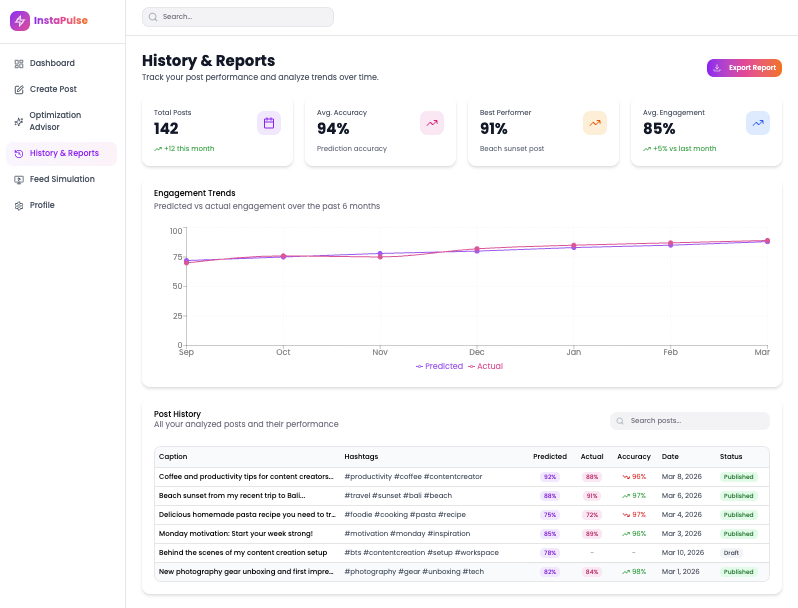 InstaPulse
Search...
Dashboard
Create Post
Optimization
Advisor
History & Reports
Feed Simulation
Profile
History & Reports
Track your post performance and analyze trends over time.
Export Report
Total Posts
142
+12 this month
Avg. Accuracy
94%
Prediction accuracy
Best Performer
91%
Beach sunset post
Avg. Engagement
85%
+5% vs last month
Engagement Trends
Predicted vs actual engagement over the past 6 months
100
75
50
25
0
Sep Oct Nov Dec Jan Feb Mar
Predicted Actual
Post History
All your analyzed posts and their performance
Search posts...
Caption Hashtags Predicted Actual Accuracy Date Status
Coffee and productivity tips for content creators... #productivity #coffee #contentcreator 92% 88% 96% Mar 8, 2026 Published
Beach sunset from my recent trip to Bali... #travel #sunset #bali #beach 88% 91% 97% Mar 6, 2026 Published
Delicious homemade pasta recipe you need to tr... #foodie #cooking #pasta #recipe 75% 72% 97% Mar 4, 2026 Published
Monday motivation: Start your week strong! #motivation #monday #inspiration 85% 89% 96% Mar 3, 2026 Published
Behind the scenes of my content creation setup #bts #contentcreation #setup #workspace 78% - - Mar 10, 2026 Draft
New photography gear unboxing and first impre... #photography #gear #unboxing #tech 82% 84% 98% Mar 1, 2026 Published